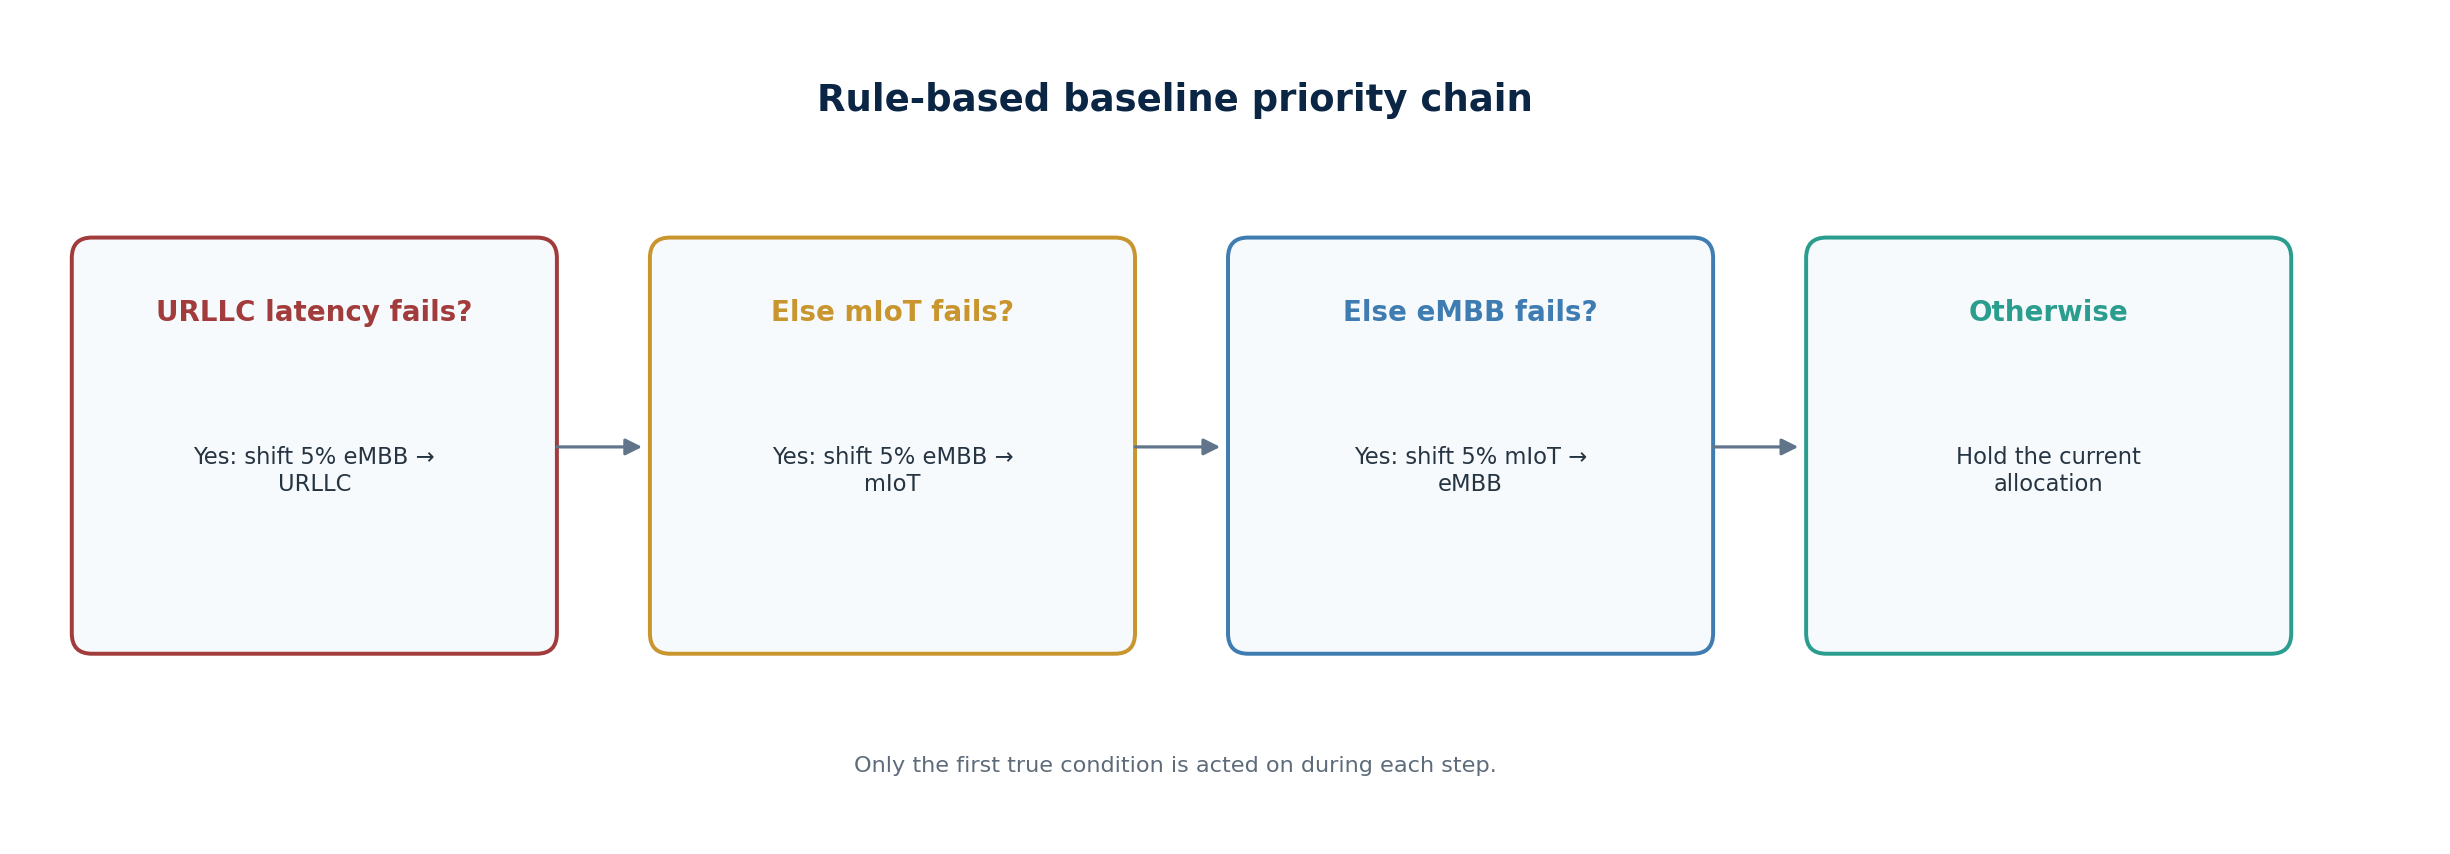 Rule-based baseline priority chain
URLLC latency fails?
Yes: shift 5% eMBB →
URLLC
Else mIoT fails?
Yes: shift 5% eMBB →
mIoT
Else eMBB fails?
Yes: shift 5% mIoT →
eMBB
Otherwise
Hold the current
allocation
Only the first true condition is acted on during each step.